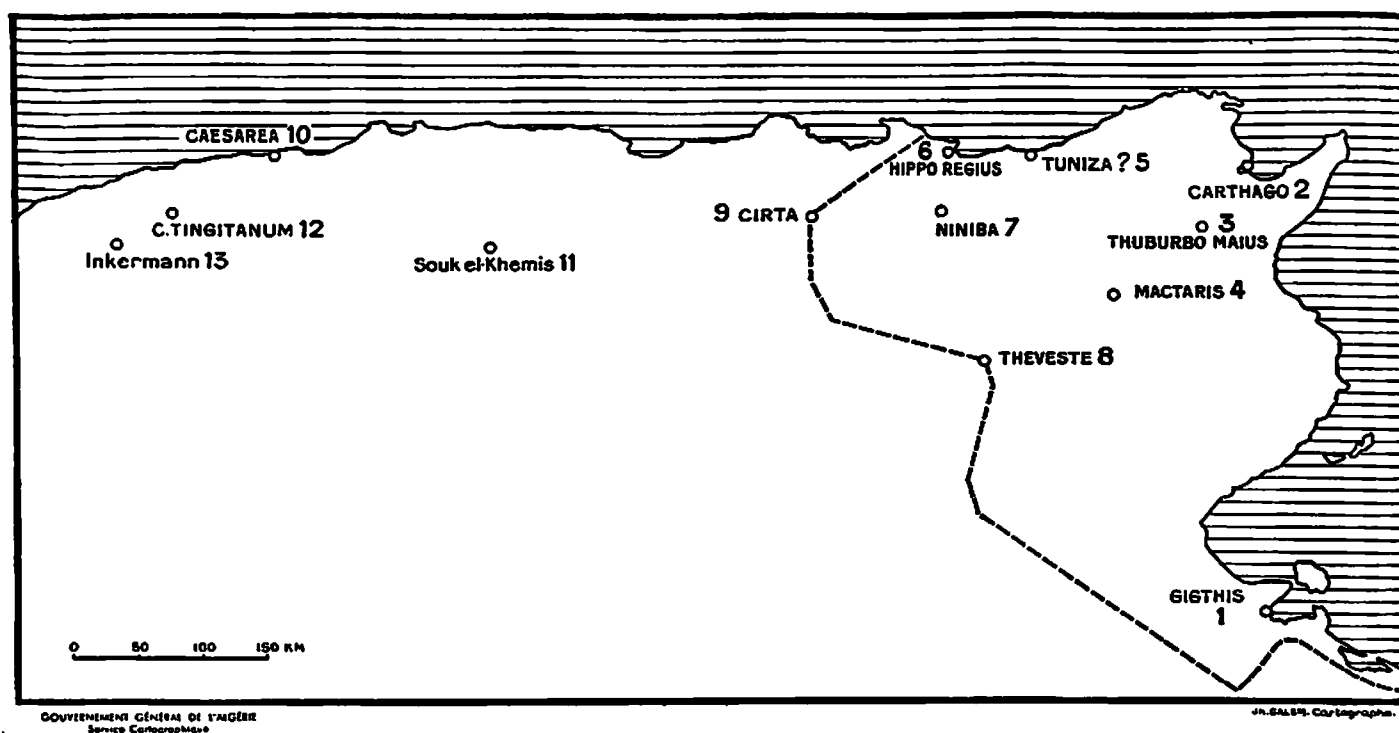 CAESAREA 10
6
HIPPO REGIUS
TUNIZA ? 5
CARTHAGO 2
C.TINGITANUM 12
9 CIRTA
NINIBA 7
3
THUBURBO MAIUS
Inkermann 13
Souk el-Khemis 11
MACTARIS 4
THEVESTE 8
GIGTHIS
1
0 50 100 150 KM
GOUVERNEMENT GÉNÉRAL DE L'ALGÉRIE
Service Cartographique
Cartographe.